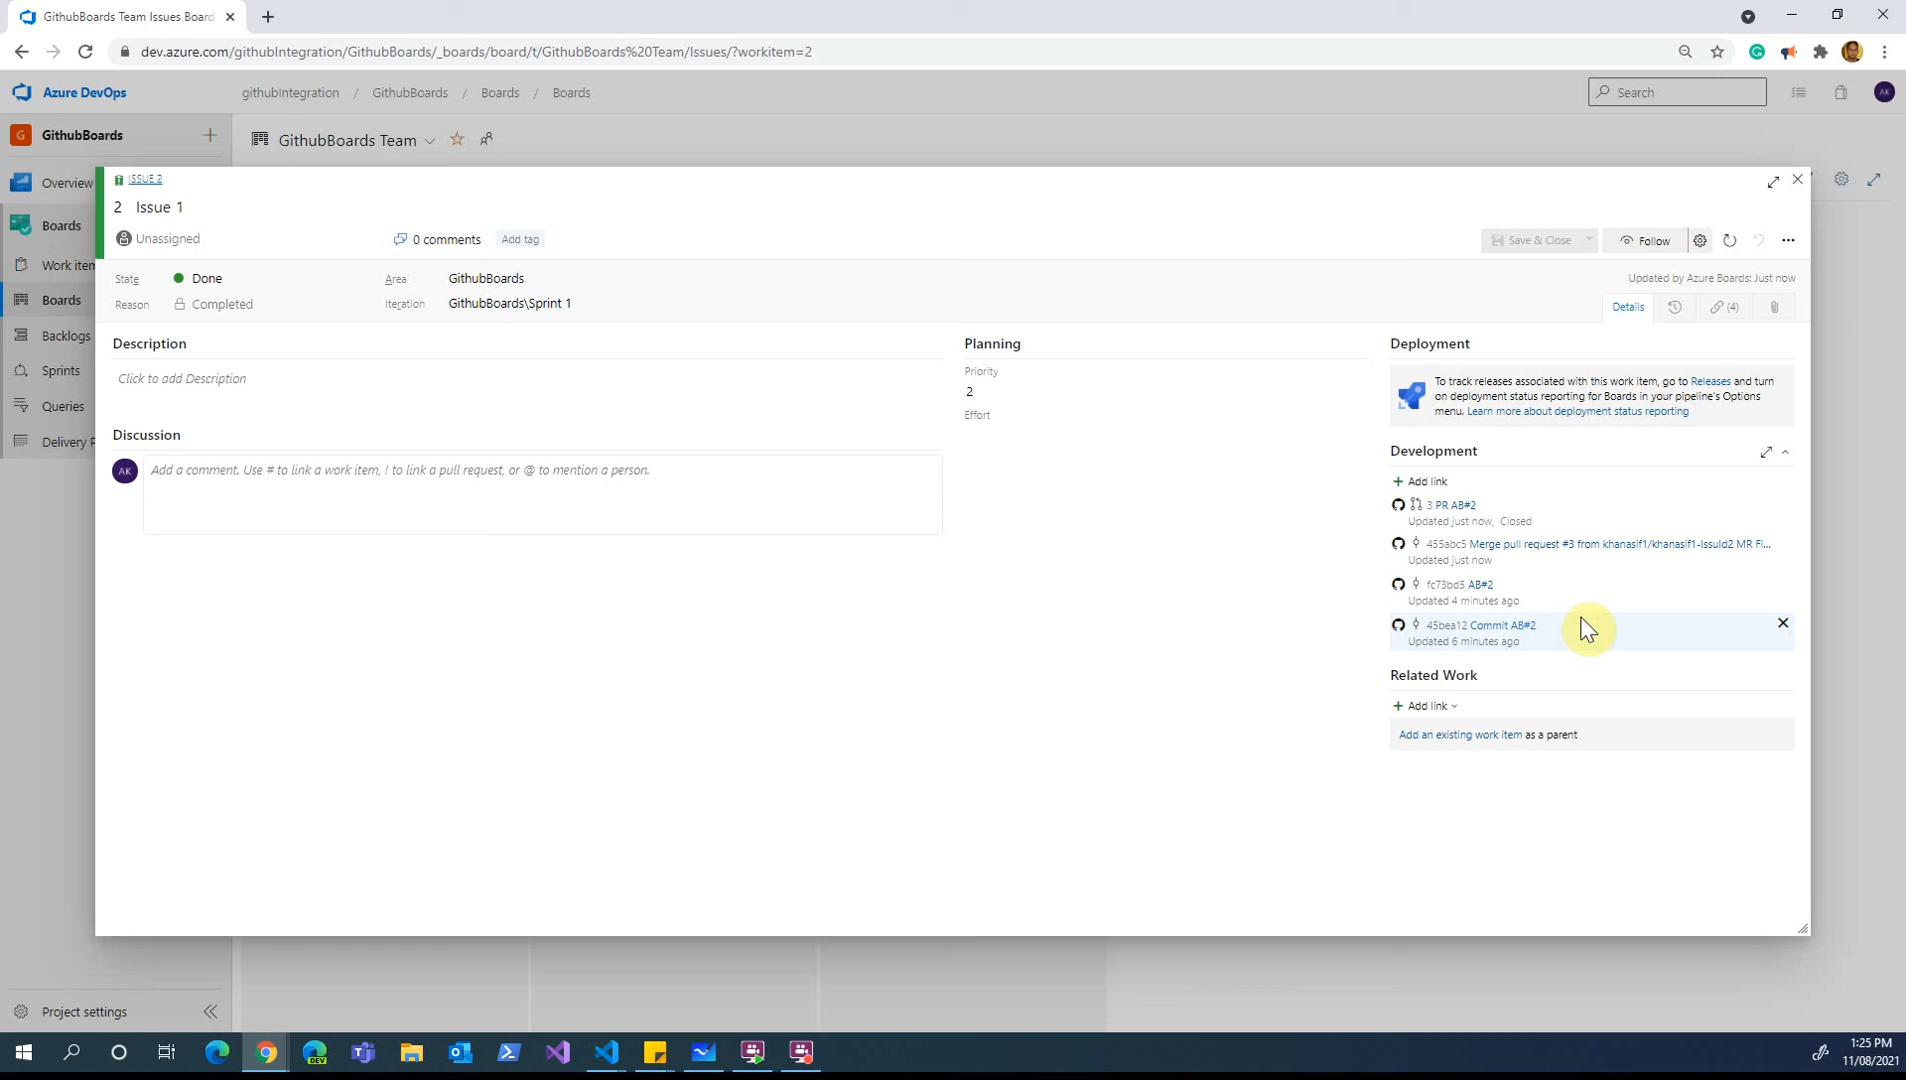 GithubBoards Team Issues Board
dev.azure.com/githubIntegration/GithubBoards/_boards/board/t/GithubBoards%20Team/Issues/?workitem=2
Azure DevOps
githubIntegration / GithubBoards / Boards / Boards
Search
AK
G GithubBoards
GithubBoards Team
Overview
Boards
Work item
Boards
Backlogs
Sprints
Queries
Delivery P
Project settings
ISSUE 2
2 Issue 1
Unassigned
0 comments
Add tag
Save & Close
Follow
State Done
Area GithubBoards
Updated by Azure Boards: Just now
Reason Completed
Iteration GithubBoards\Sprint 1
Details
(4)
Description
Click to add Description
Discussion
AK
Add a comment. Use # to link a work item, ! to link a pull request, or @ to mention a person.
Planning
Priority
2
Effort
Deployment
To track releases associated with this work item, go to Releases and turn
on deployment status reporting for Boards in your pipeline's Options
menu. Learn more about deployment status reporting
Development
Add link
3 PR AB#2
Updated just now, Closed
455abc5 Merge pull request #3 from khanasif1/khanasif1-IssuId2 MR Fi...
Updated just now
fc73bd5 AB#2
Updated 4 minutes ago
45bea12 Commit AB#2
Updated 6 minutes ago
Related Work
Add link
Add an existing work item as a parent
DEV
1:25 PM
11/08/2021